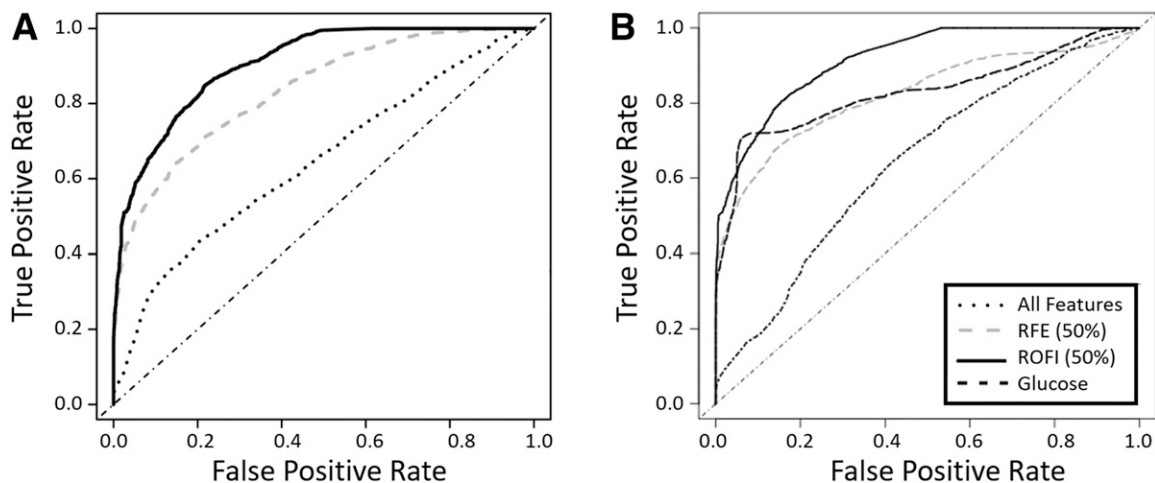 A
True Positive Rate
1.0
0.8
0.6
0.4
0.2
0.0
0.0 0.2 0.4 0.6 0.8 1.0
False Positive Rate
B
True Positive Rate
1.0
0.8
0.6
0.4
0.2
0.0
All Features
RFE (50%)
ROFI (50%)
Glucose
0.0 0.2 0.4 0.6 0.8 1.0
False Positive Rate